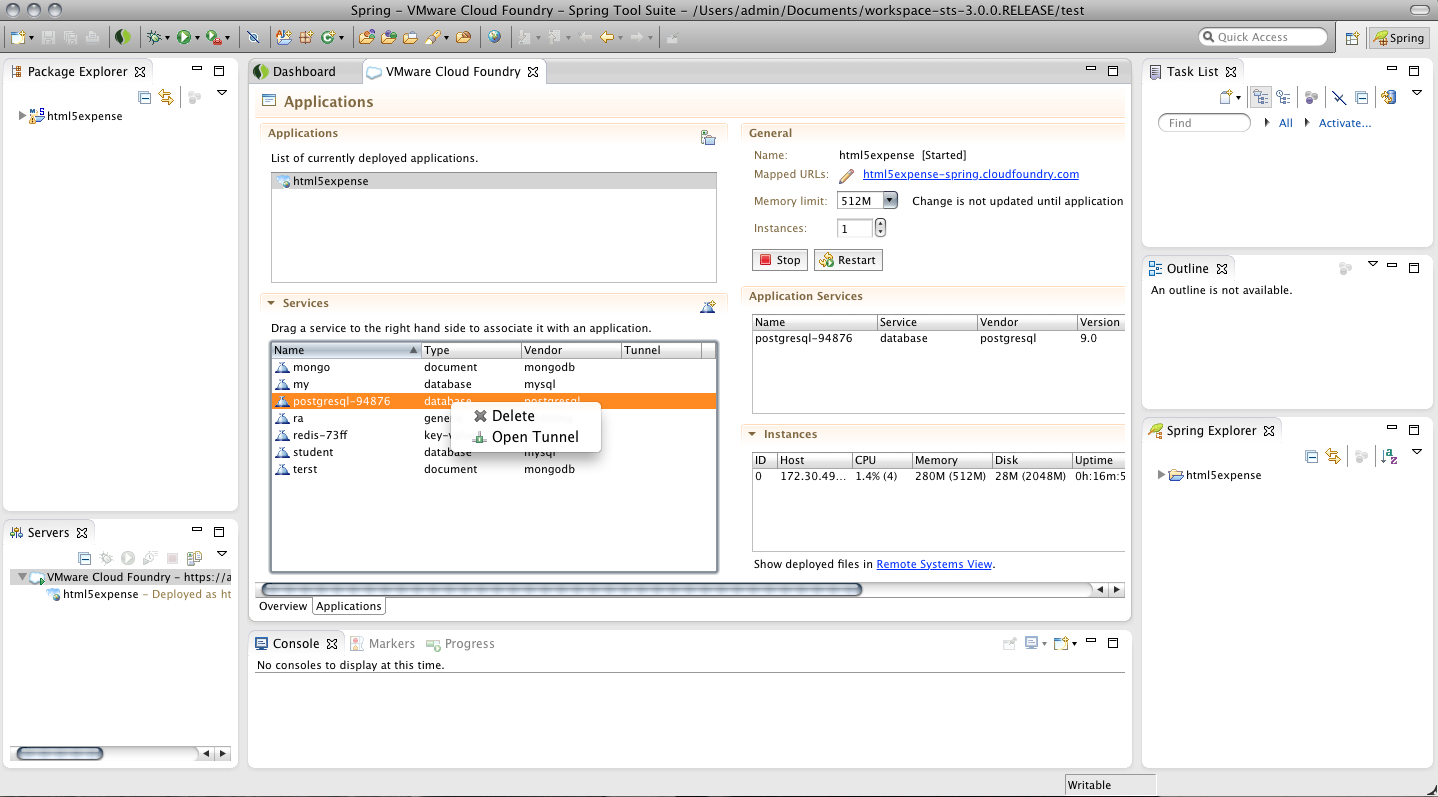 Spring – VMware Cloud Foundry – Spring Tool Suite – /Users/admin/Documents/workspace-sts-3.0.0.RELEASE/test
Quick Access
Spring
Package Explorer
html5expense
Servers
VMware Cloud Foundry – https://a
html5expense – Deployed as ht
Dashboard
VMware Cloud Foundry
Applications
Applications
List of currently deployed applications.
html5expense
Services
Drag a service to the right hand side to associate it with an application.
Name Type Vendor Tunnel
mongo document mongodb
my database mysql
postgresql-94876 database postgresql
ra
redis-73ff
student database mysql
terst document mongodb
Delete
Open Tunnel
General
Name: html5expense [Started]
Mapped URLs: html5expense-spring.cloudfoundry.com
Memory limit: 512M Change is not updated until application
Instances: 1
Stop Restart
Application Services
Name Service Vendor Version
postgresql-94876 database postgresql 9.0
Instances
ID Host CPU Memory Disk Uptime
0 172.30.49... 1.4% (4) 280M (512M) 28M (2048M) 0h:16m:5
Show deployed files in Remote Systems View.
Overview Applications
Console Markers Progress
No consoles to display at this time.
Task List
Find All Activate...
Outline
An outline is not available.
Spring Explorer
html5expense
Writable